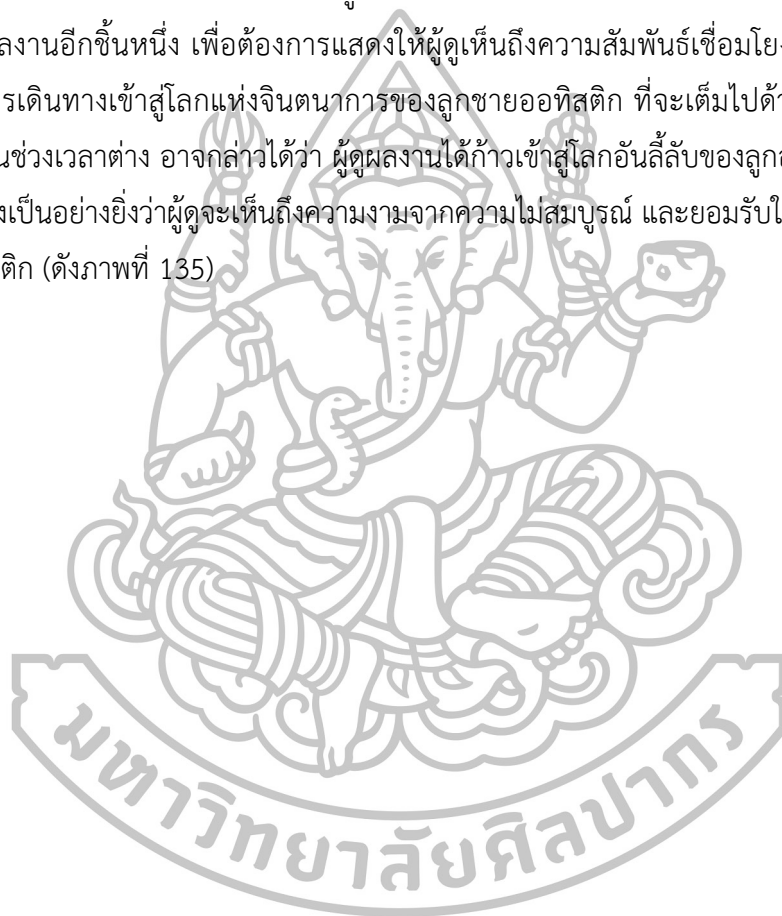 ลงานอีกชิ้นหนึ่ง เพื่อต้องการแสดงให้ผู้ดูเห็นถึงความสัมพันธ์เชื่อมโย
รเดินทางเข้าสู่โลกแห่งจินตนาการของลูกชายออทิสติก ที่จะเต็มไปด้
นช่วงเวลาต่าง อาจกล่าวได้ว่า ผู้ดูผลงานได้ก้าวเข้าสู่โลกอันลี้ลับของลูก
งเป็นอย่างยิ่งว่าผู้ดูจะเห็นถึงความงามจากความไม่สมบูรณ์ และยอมรับใ
ติก (ดังภาพที่ 135)
มหาวิทยาลัยศิลปากร